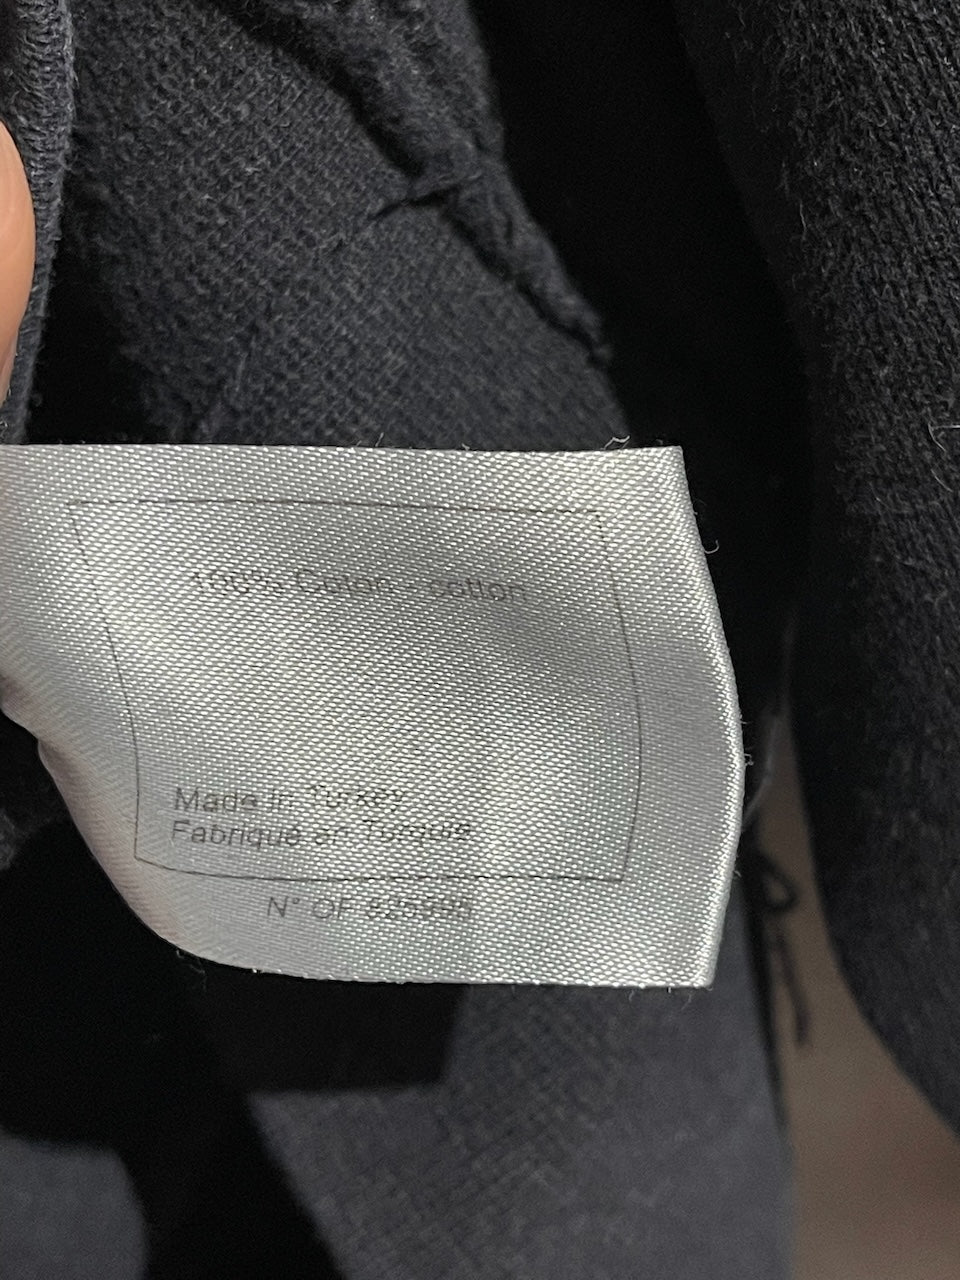 100% Coton - cotton
Made in Turkey
Fabriqué en Turquie
N° OF